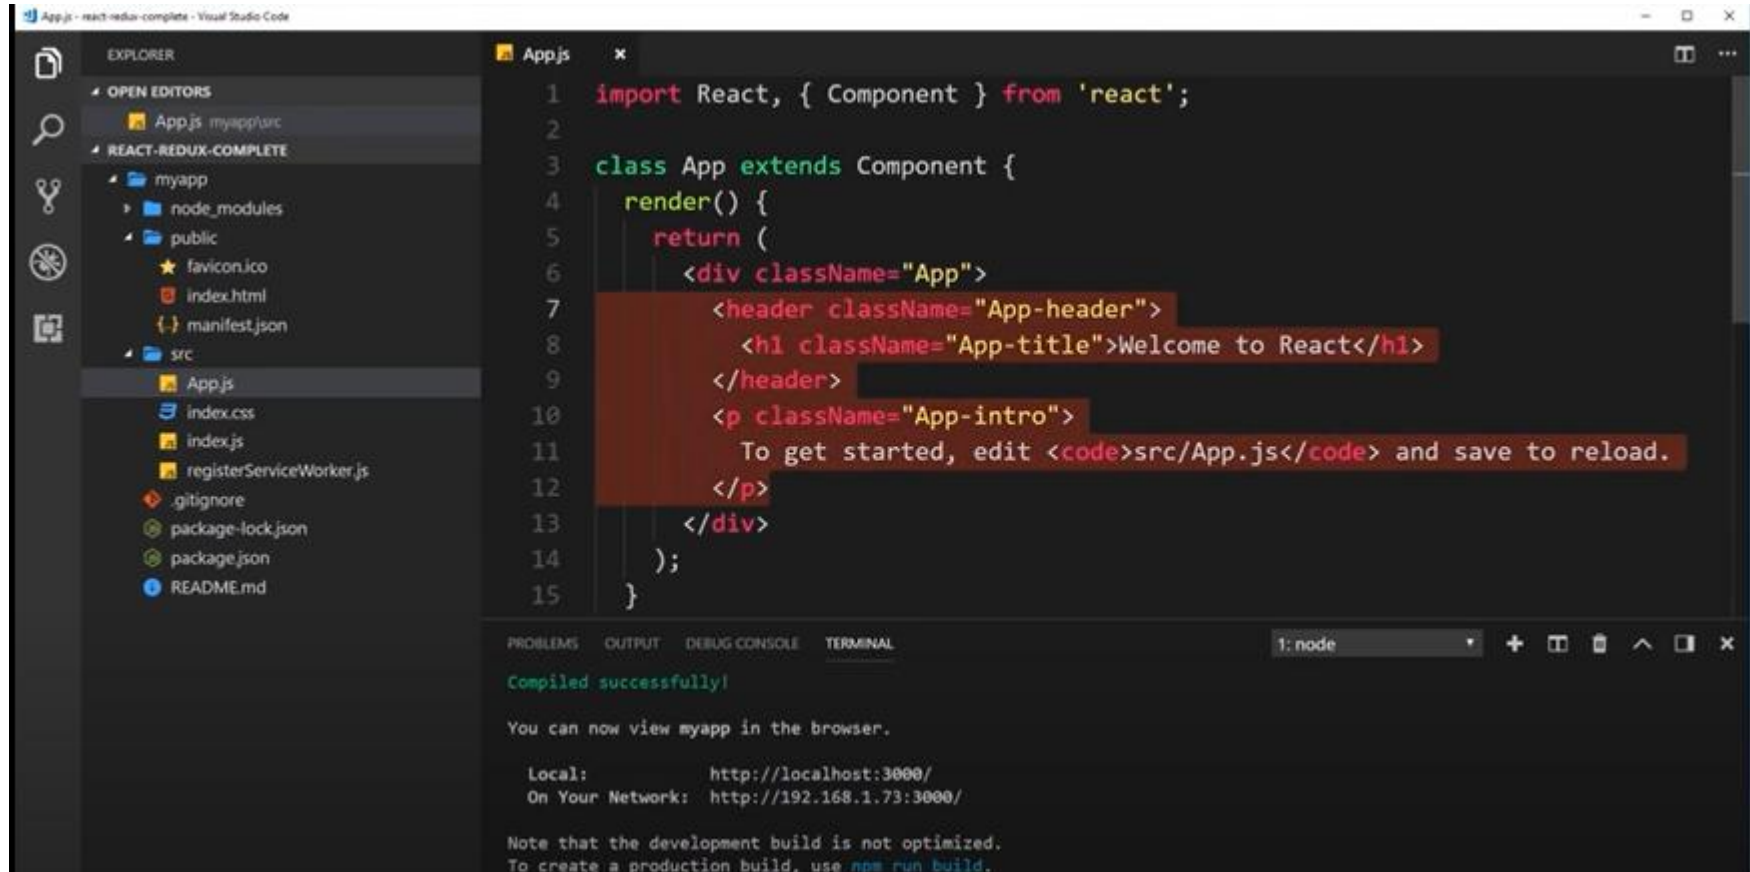 App.js - react-redux-complete - Visual Studio Code
EXPLORER
OPEN EDITORS
App.js myapp\src
REACT-REDUX-COMPLETE
myapp
node_modules
public
favicon.ico
index.html
manifest.json
src
App.js
index.css
index.js
registerServiceWorker.js
.gitignore
package-lock.json
package.json
README.md
App.js
1 import React, { Component } from 'react';
2
3 class App extends Component {
4 render() {
5 return (
6 <div className="App">
7 <header className="App-header">
8 <h1 className="App-title">Welcome to React</h1>
9 </header>
10 <p className="App-intro">
11 To get started, edit <code>src/App.js</code> and save to reload.
12 </p>
13 </div>
14 );
15 }
PROBLEMS OUTPUT DEBUG CONSOLE TERMINAL 1: node
Compiled successfully!
You can now view myapp in the browser.
Local: http://localhost:3000/
On Your Network: http://192.168.1.73:3000/
Note that the development build is not optimized.
To create a production build, use npm run build.